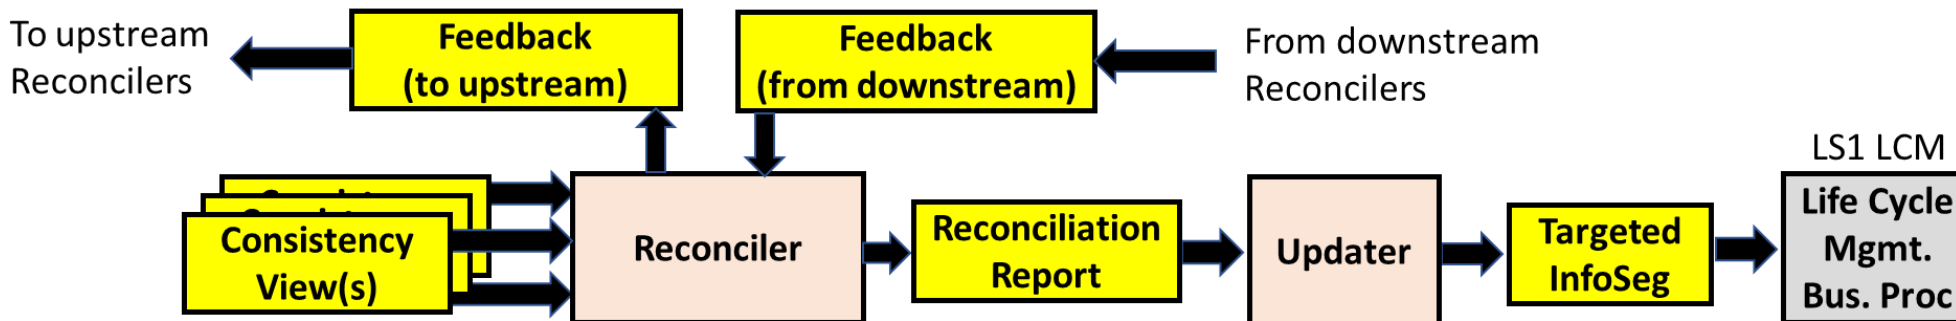 To upstream
Reconcilers
Feedback
(to upstream)
Feedback
(from downstream)
From downstream
Reconcilers
Consistency
View(s)
Reconciler
Reconciliation
Report
Updater
Targeted
InfoSeg
LS1 LCM
Life Cycle
Mgmt.
Bus. Proc